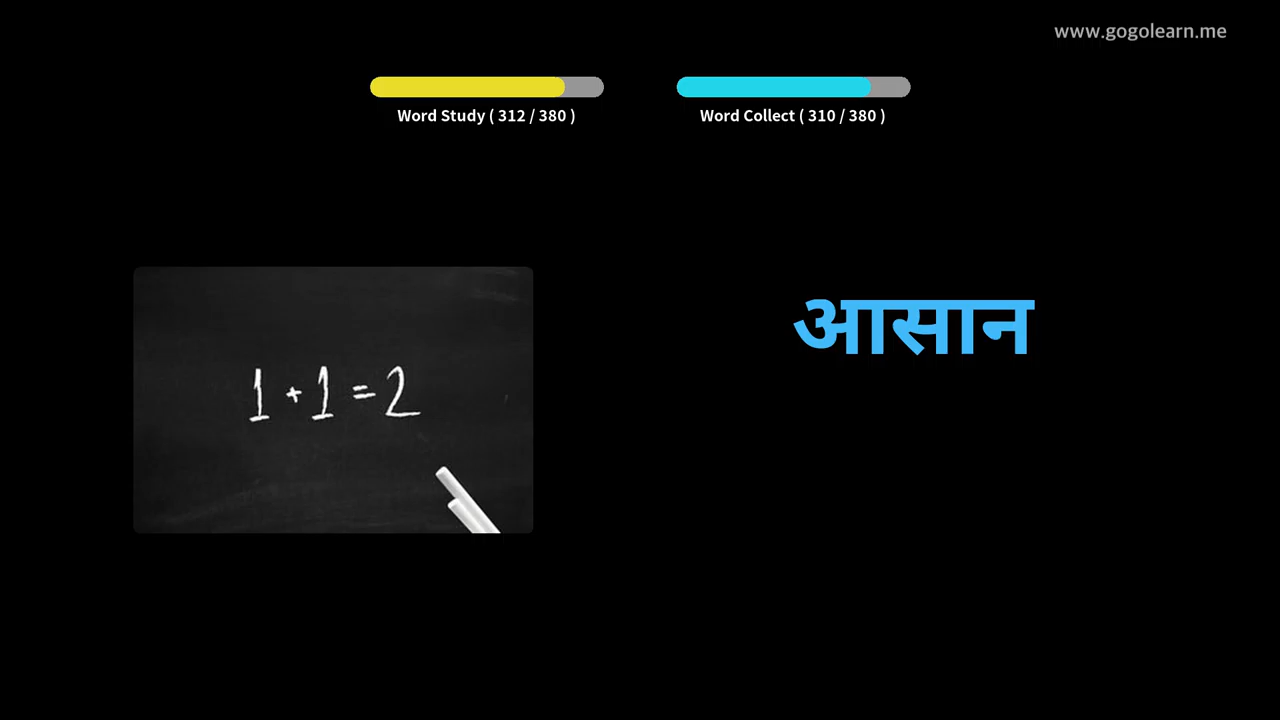 www.gogolearn.me
Word Study ( 312 / 380 )
Word Collect ( 310 / 380 )
1 + 1 = 2
आसान